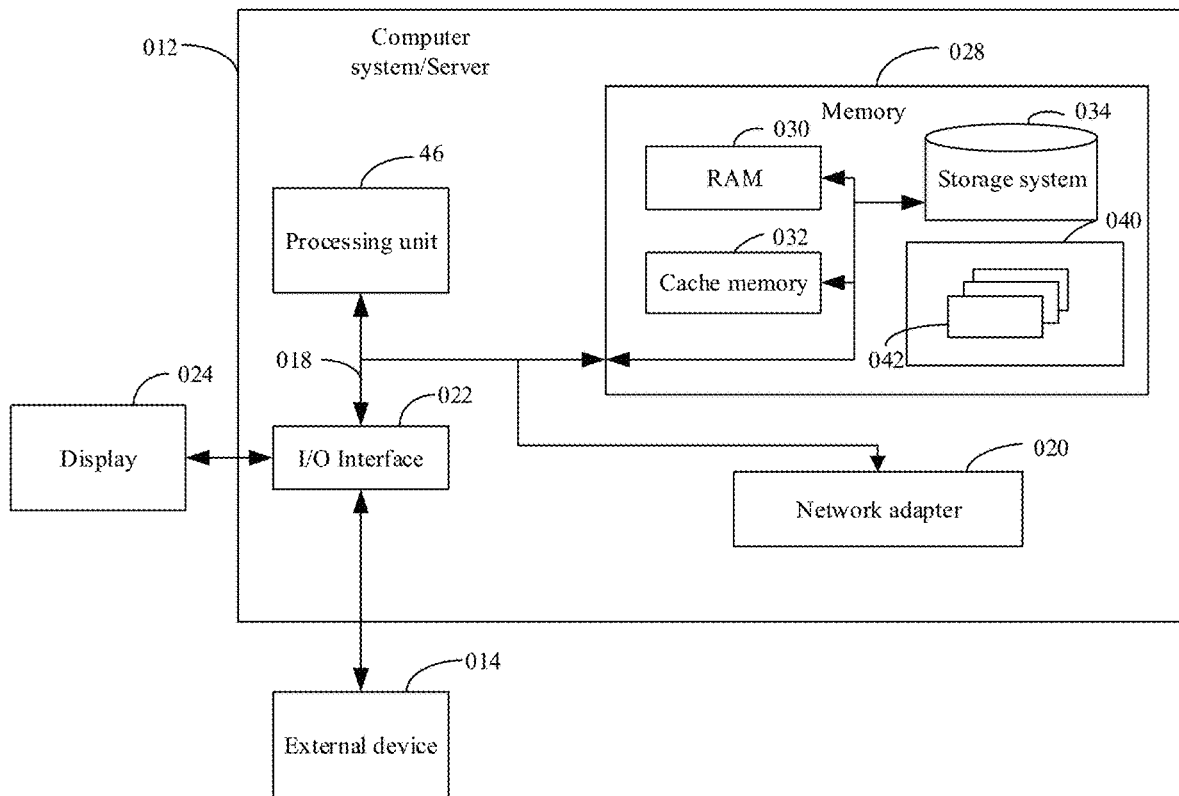 012
Computer
system/Server
028
Memory
030
034
RAM
Storage system
46
Processing unit
032
Cache memory
040
042
018
024
022
Display
I/O Interface
020
Network adapter
014
External device